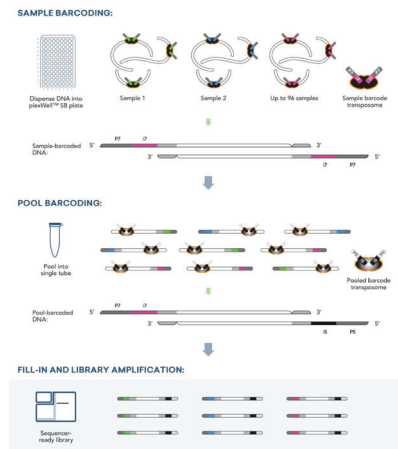 SAMPLE BARCODING:
Dispense DNA into
plexWell™ SB plate
Sample 1
Sample 2
Up to 96 samples
Sample barcode
transposome
P7 i7
Sample-barcoded
DNA:
5' 3'
3' 5'
i7 P7
POOL BARCODING:
Pool into
single tube
Pooled barcode
transposome
P7 i7
Pool-barcoded
DNA:
5' 3'
3' 5'
i5 P5
FILL-IN AND LIBRARY AMPLIFICATION:
Sequencer-
ready library